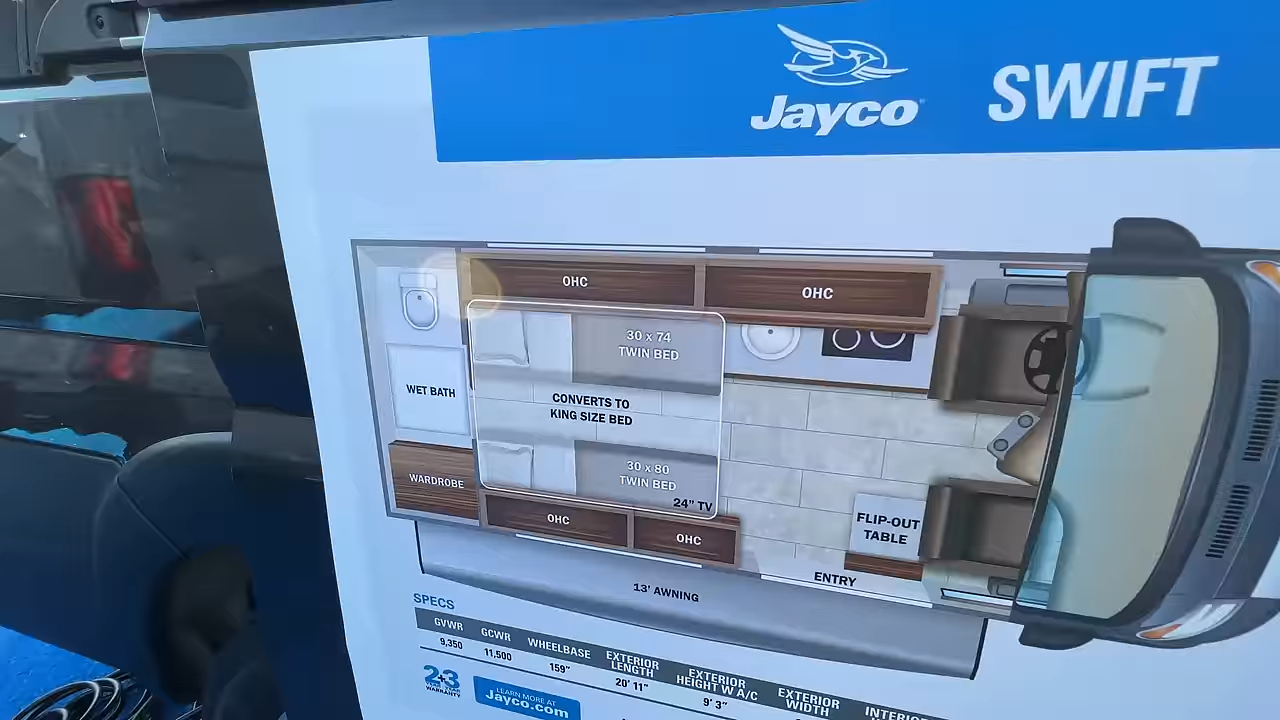 Jayco
SWIFT
OHC
OHC
30 x 74
TWIN BED
WET BATH
CONVERTS TO
KING SIZE BED
30 x 80
TWIN BED
WARDROBE
24" TV
FLIP-OUT
TABLE
OHC
OHC
ENTRY
13' AWNING
SPECS
GVWR GCWR WHEELBASE EXTERIOR LENGTH EXTERIOR HEIGHT W A/C EXTERIOR WIDTH
9,350 11,500 159" 20' 11" 9' 3"
2+3
WARRANTY
LEARN MORE AT
Jayco.com